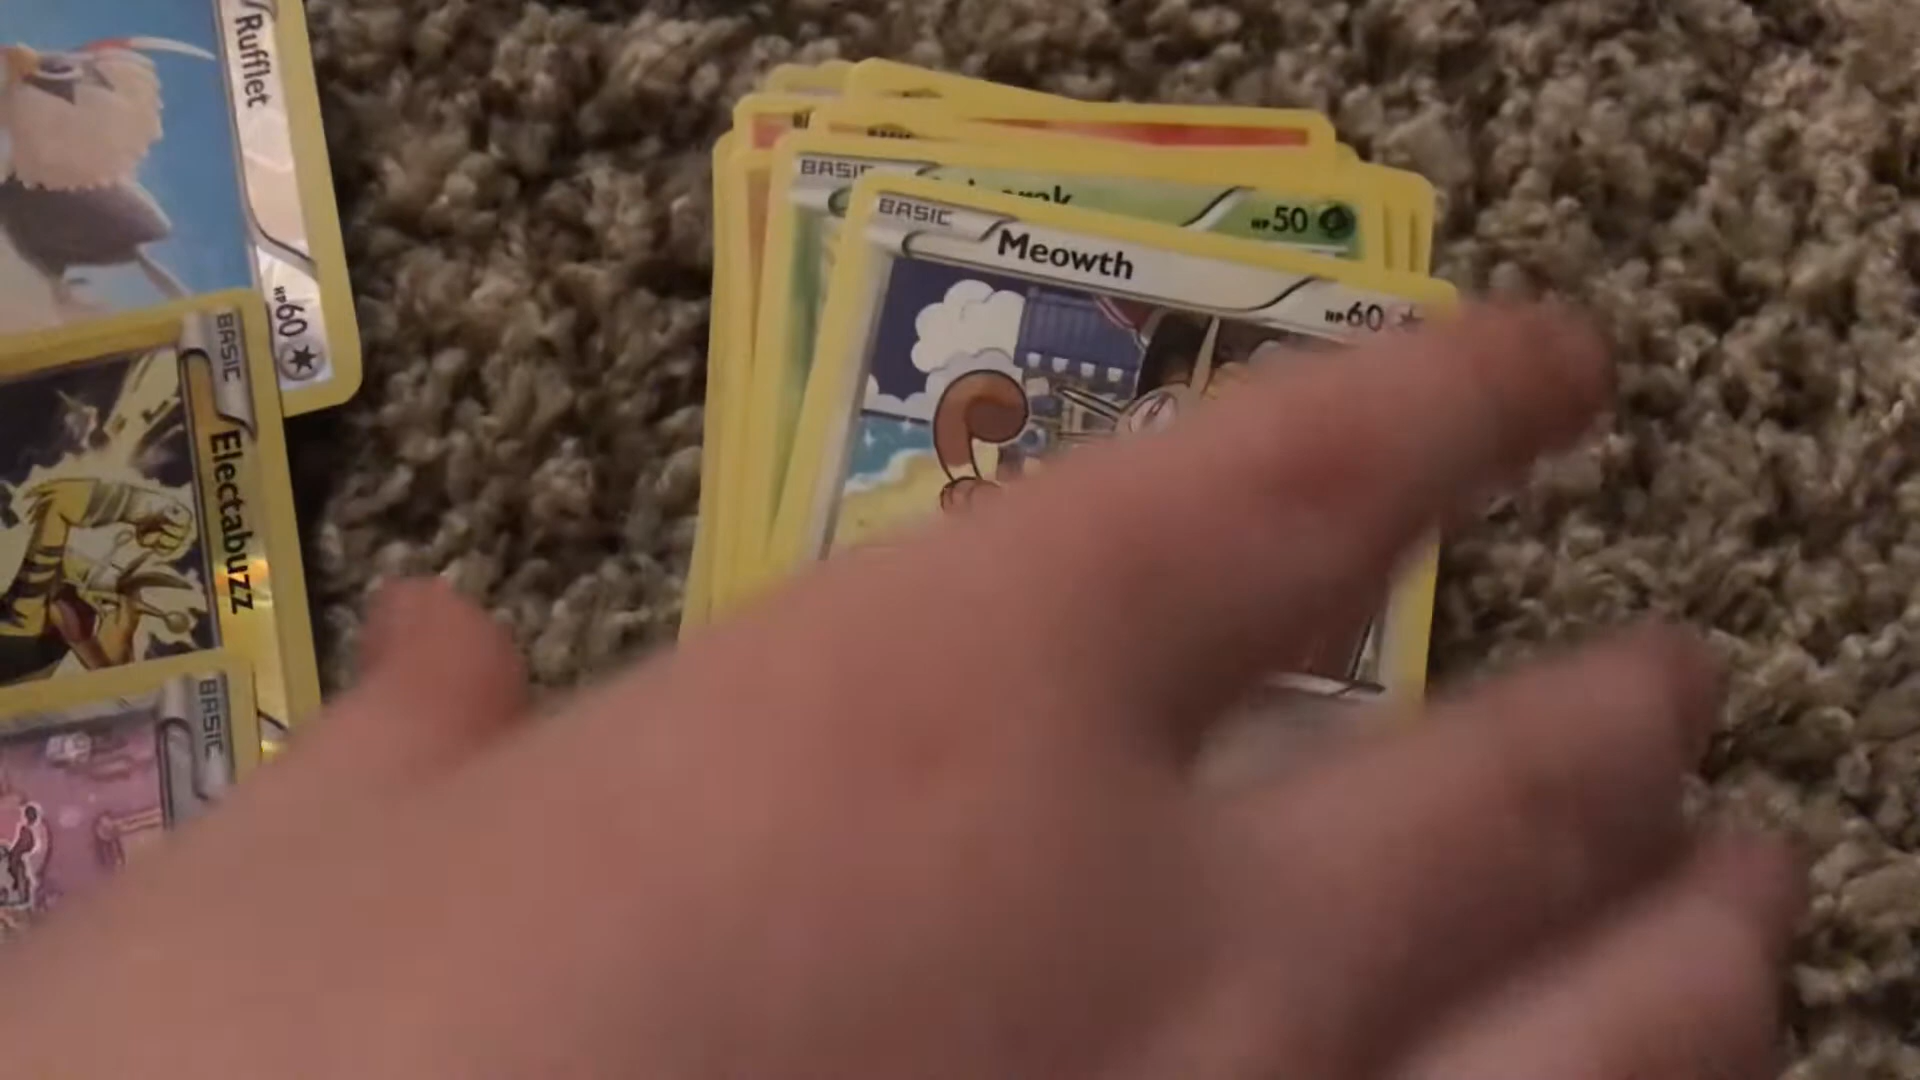 Rufflet
HP60
BASIC
Electabuzz
BASIC
BASIC
HP50
BASIC
Meowth
HP60